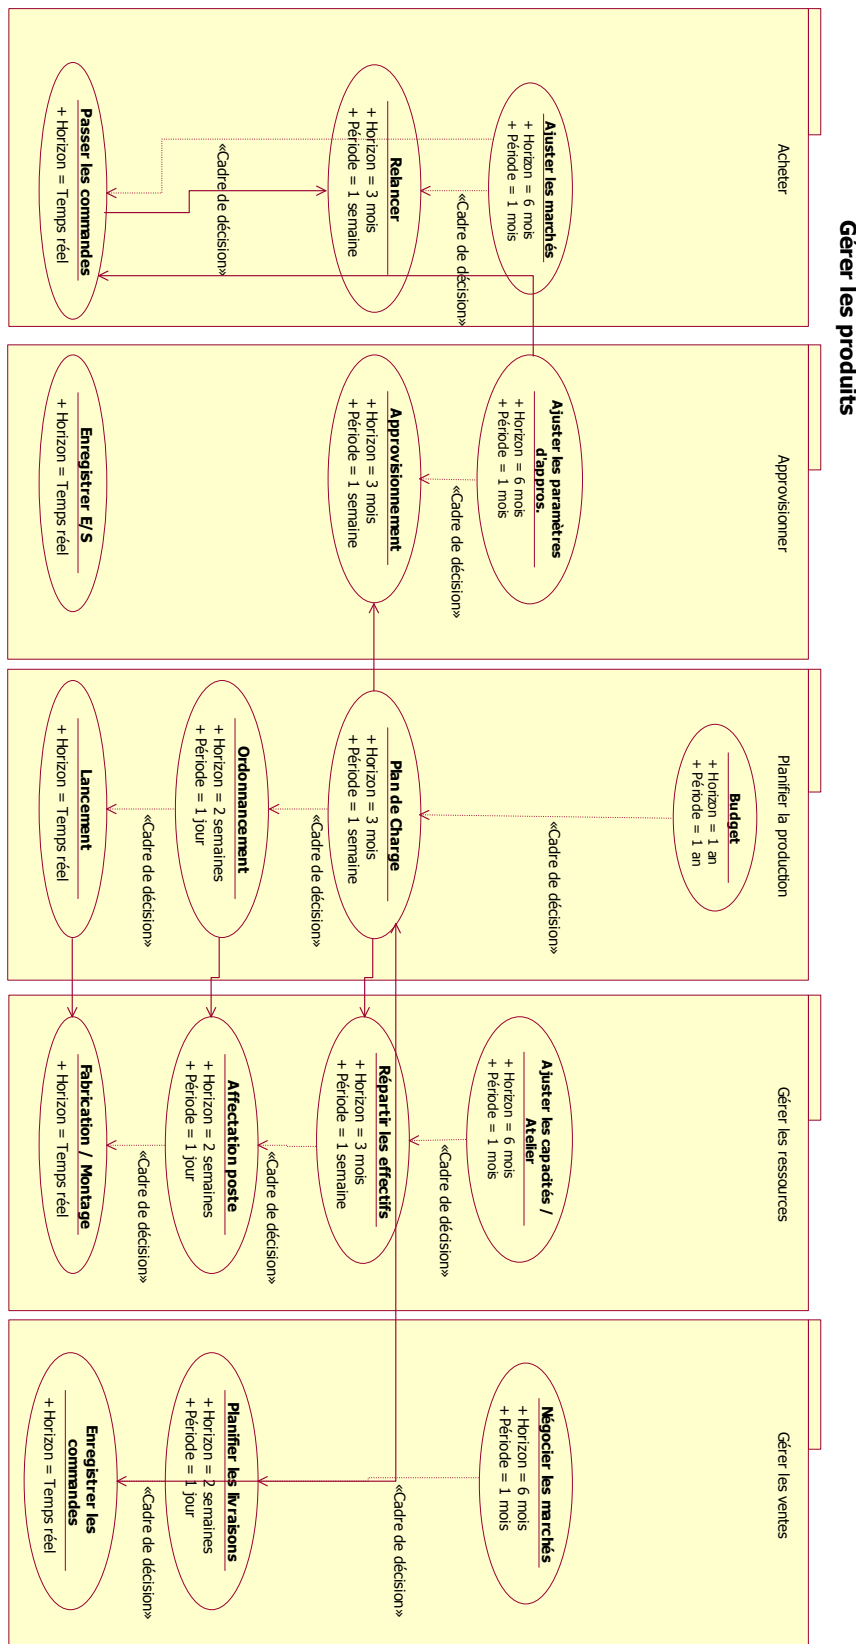 Gérer les produits
Acheter
Ajuster les marchés
+ Horizon = 6 mois
+ Période = 1 mois
«Cadre de décision»
Relancer
+ Horizon = 3 mois
+ Période = 1 semaine
«Cadre de décision»
Passer les commandes
+ Horizon = Temps réel
Approvisionner
Ajuster les paramètres
d'appros.
+ Horizon = 6 mois
+ Période = 1 mois
«Cadre de décision»
Approvisionnement
+ Horizon = 3 mois
+ Période = 1 semaine
Enregistrer E/S
+ Horizon = Temps réel
Planifier la production
Budget
+ Horizon = 1 an
+ Période = 1 an
«Cadre de décision»
Plan de Charge
+ Horizon = 3 mois
+ Période = 1 semaine
«Cadre de décision»
Ordonnancement
+ Horizon = 2 semaines
+ Période = 1 jour
«Cadre de décision»
Lancement
+ Horizon = Temps réel
Gérer les ressources
Ajuster les capacités /
Atelier
+ Horizon = 6 mois
+ Période = 1 mois
«Cadre de décision»
Répartir les effectifs
+ Horizon = 3 mois
+ Période = 1 semaine
«Cadre de décision»
Affectation poste
+ Horizon = 2 semaines
+ Période = 1 jour
«Cadre de décision»
Fabrication / Montage
+ Horizon = Temps réel
Gérer les ventes
Négocier les marchés
+ Horizon = 6 mois
+ Période = 1 mois
«Cadre de décision»
Planifier les livraisons
+ Horizon = 2 semaines
+ Période = 1 jour
«Cadre de décision»
Enregistrer les
commandes
+ Horizon = Temps réel